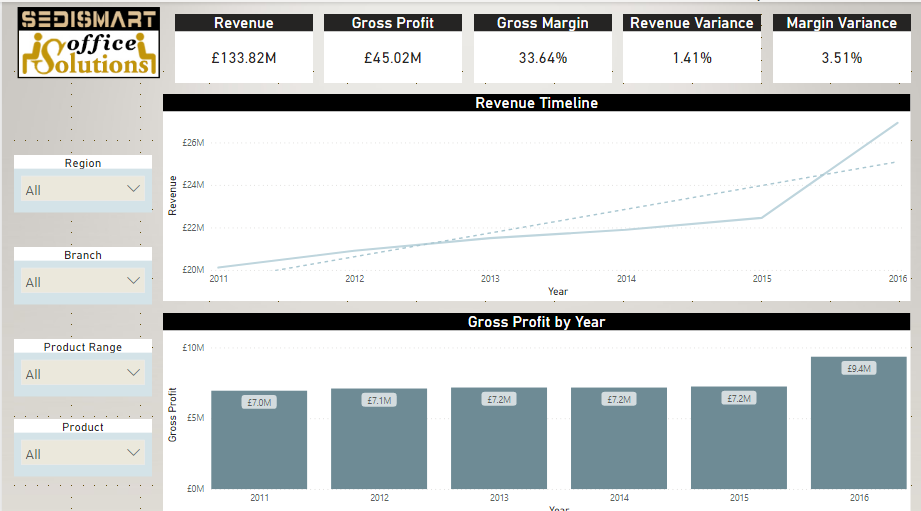 SEDISMART
office
Solutions
Revenue
£133.82M
Gross Profit
£45.02M
Gross Margin
33.64%
Revenue Variance
1.41%
Margin Variance
3.51%
Region
All
Branch
All
Product Range
All
Product
All
Revenue Timeline
Revenue
£26M
£24M
£22M
£20M
2011 2012 2013 2014 2015 2016
Year
Gross Profit by Year
Gross Profit
£10M
£5M
£0M
£7.0M £7.1M £7.2M £7.2M £7.2M £9.4M
2011 2012 2013 2014 2015 2016
Year